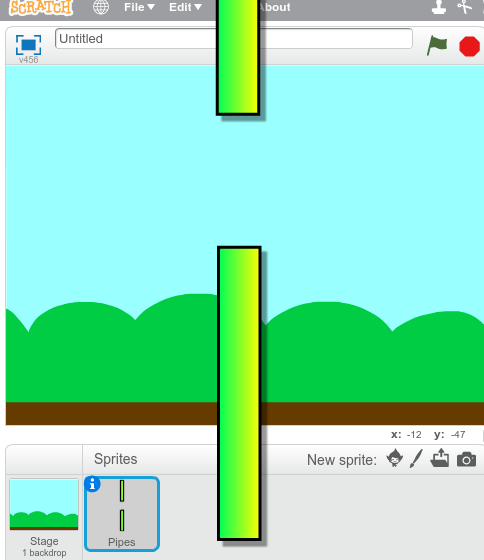 SCRATCH File Edit About
Untitled
v456
x: -12 y: -47
Sprites New sprite:
Stage
1 backdrop
Pipes